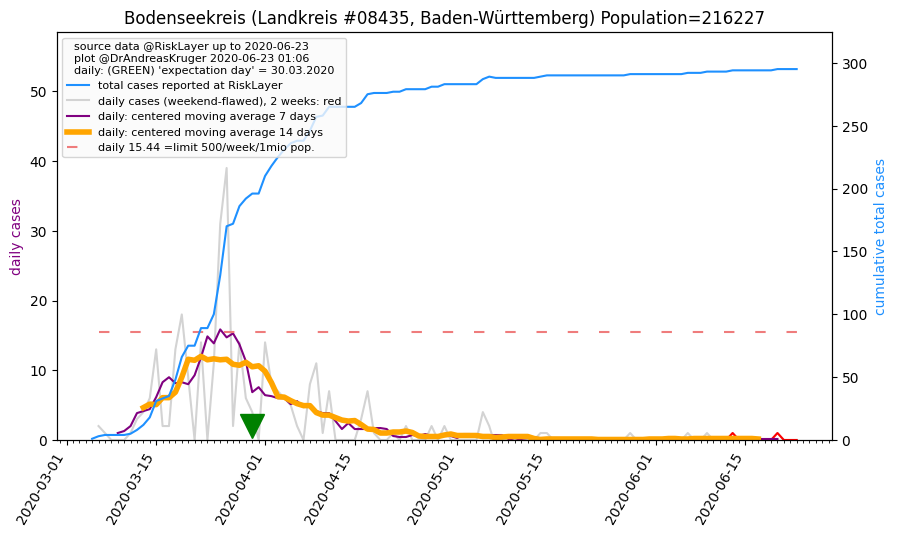 Bodenseekreis (Landkreis #08435, Baden-Württemberg) Population=216227
source data @RiskLayer up to 2020-06-23
plot @DrAndreasKruger 2020-06-23 01:06
daily: (GREEN) 'expectation day' = 30.03.2020
total cases reported at RiskLayer
daily cases (weekend-flawed), 2 weeks: red
daily: centered moving average 7 days
daily: centered moving average 14 days
daily 15.44 =limit 500/week/1mio pop.
daily cases
50
40
30
20
10
0
cumulative total cases
300
250
200
150
100
50
0
2020-03-01
2020-03-15
2020-04-01
2020-04-15
2020-05-01
2020-05-15
2020-06-01
2020-06-15